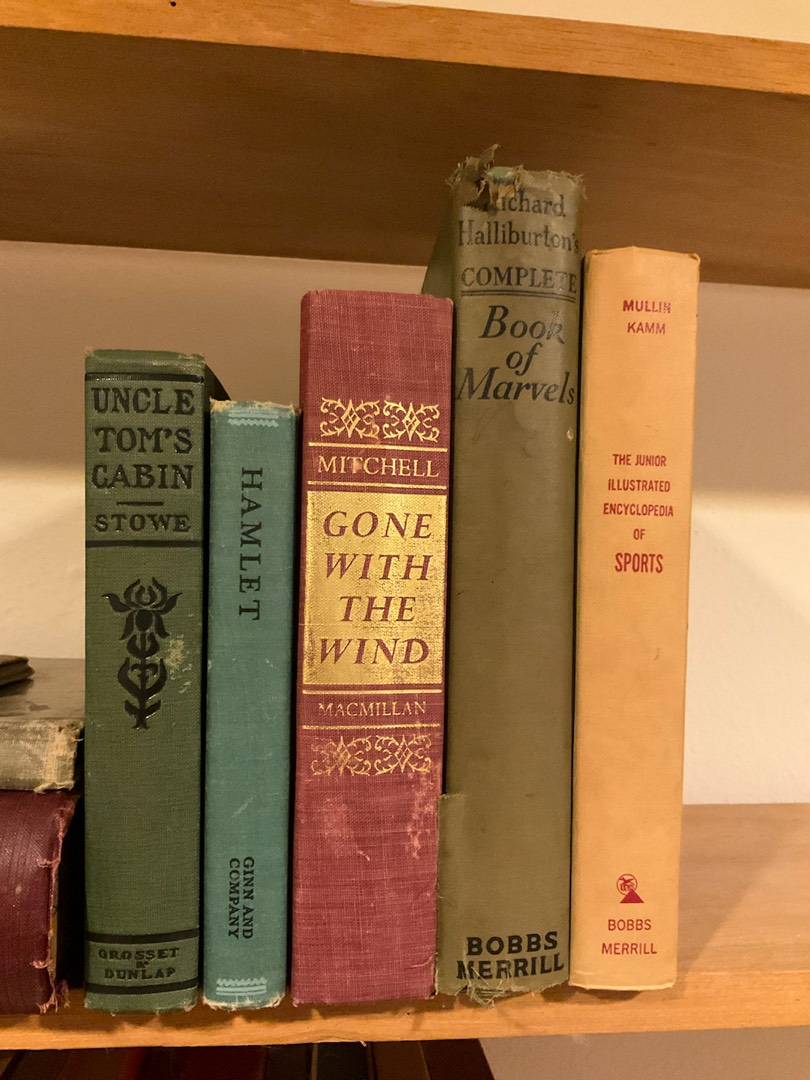 UNCLE
TOM'S
CABIN
STOWE
GROSSET
&
DUNLAP
HAMLET
GINN AND
COMPANY
MITCHELL
GONE
WITH
THE
WIND
MACMILLAN
Richard
Halliburton's
COMPLETE
Book
of
Marvels
BOBBS
MERRILL
MULLIN
KAMM
THE JUNIOR
ILLUSTRATED
ENCYCLOPEDIA
OF
SPORTS
BOBBS
MERRILL